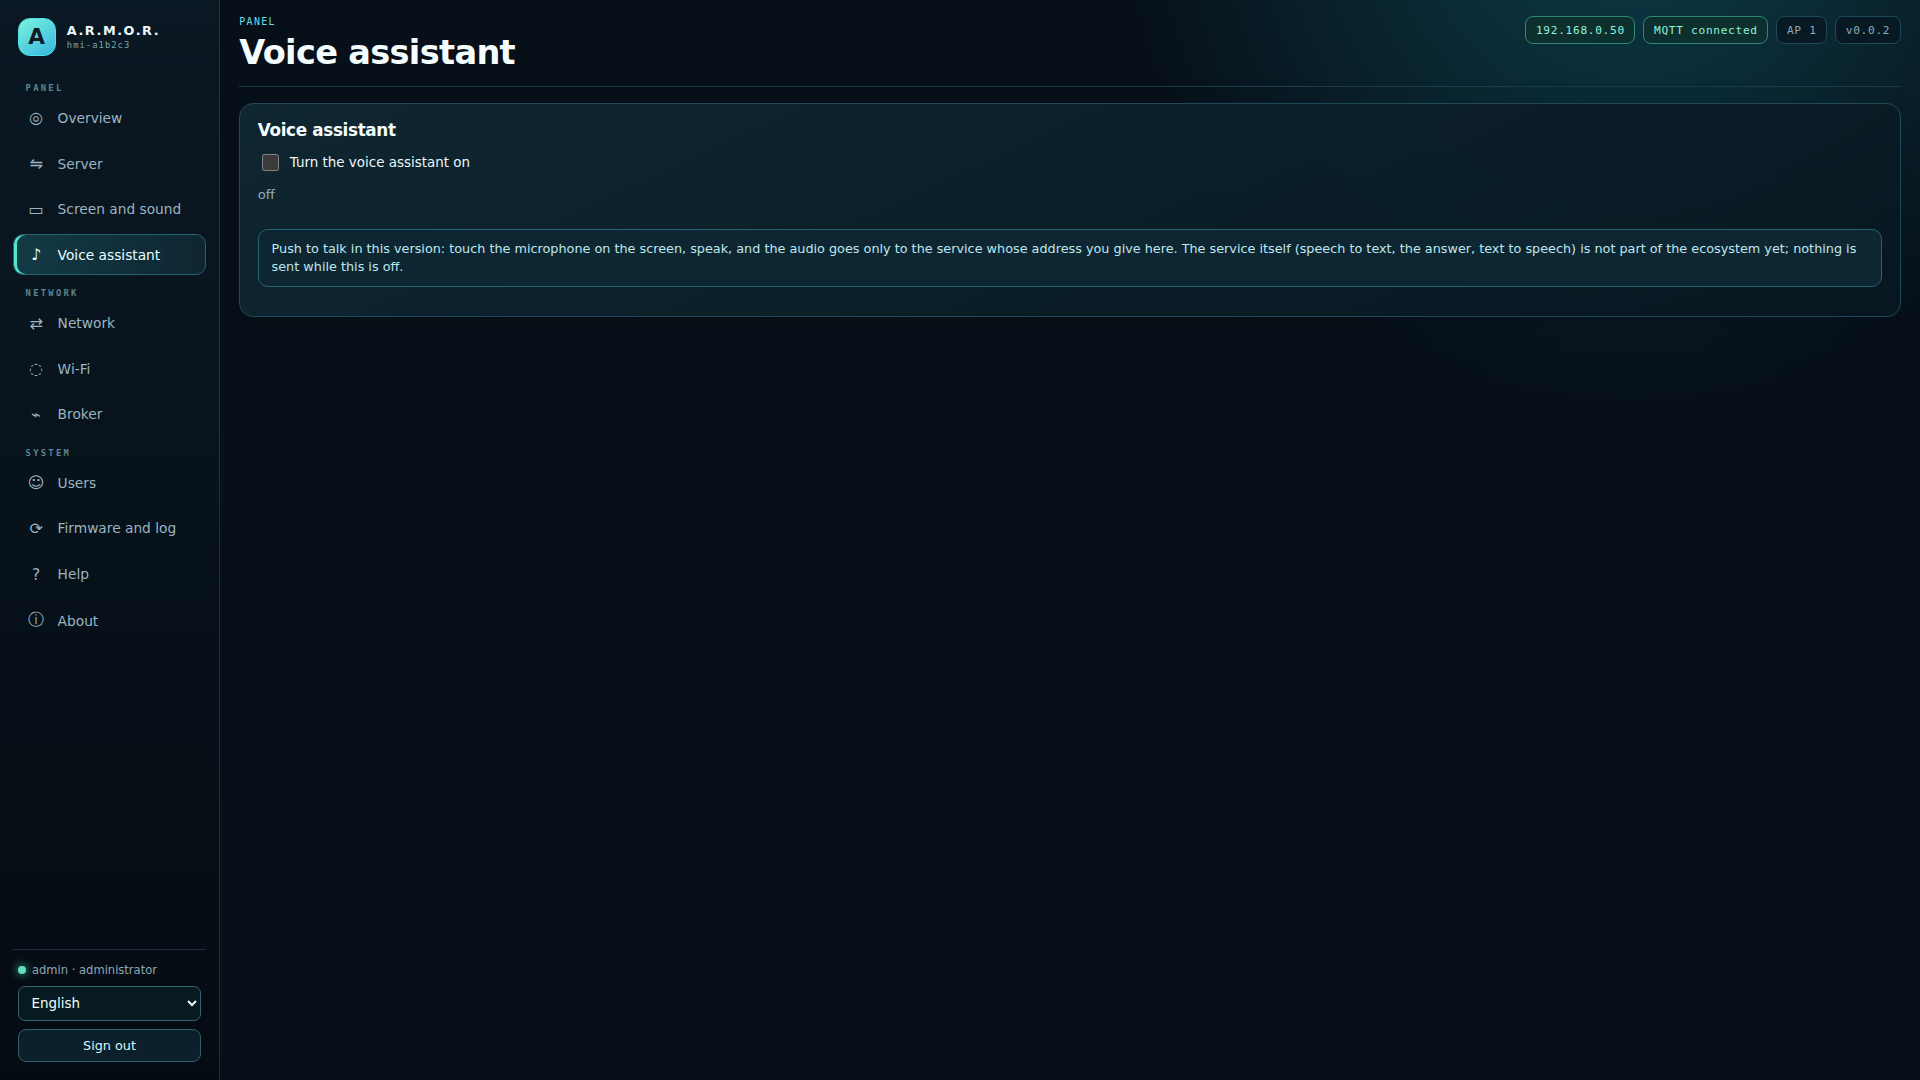 A
A.R.M.O.R.
hmi-a1b2c3
PANEL
Overview
Server
Screen and sound
Voice assistant
NETWORK
Network
Wi-Fi
Broker
SYSTEM
Users
Firmware and log
? Help
About
admin · administrator
English
Sign out
PANEL
Voice assistant
192.168.0.50
MQTT connected
AP 1
v0.0.2
Voice assistant
Turn the voice assistant on
off
Push to talk in this version: touch the microphone on the screen, speak, and the audio goes only to the service whose address you give here. The service itself (speech to text, the answer, text to speech) is not part of the ecosystem yet; nothing is
sent while this is off.